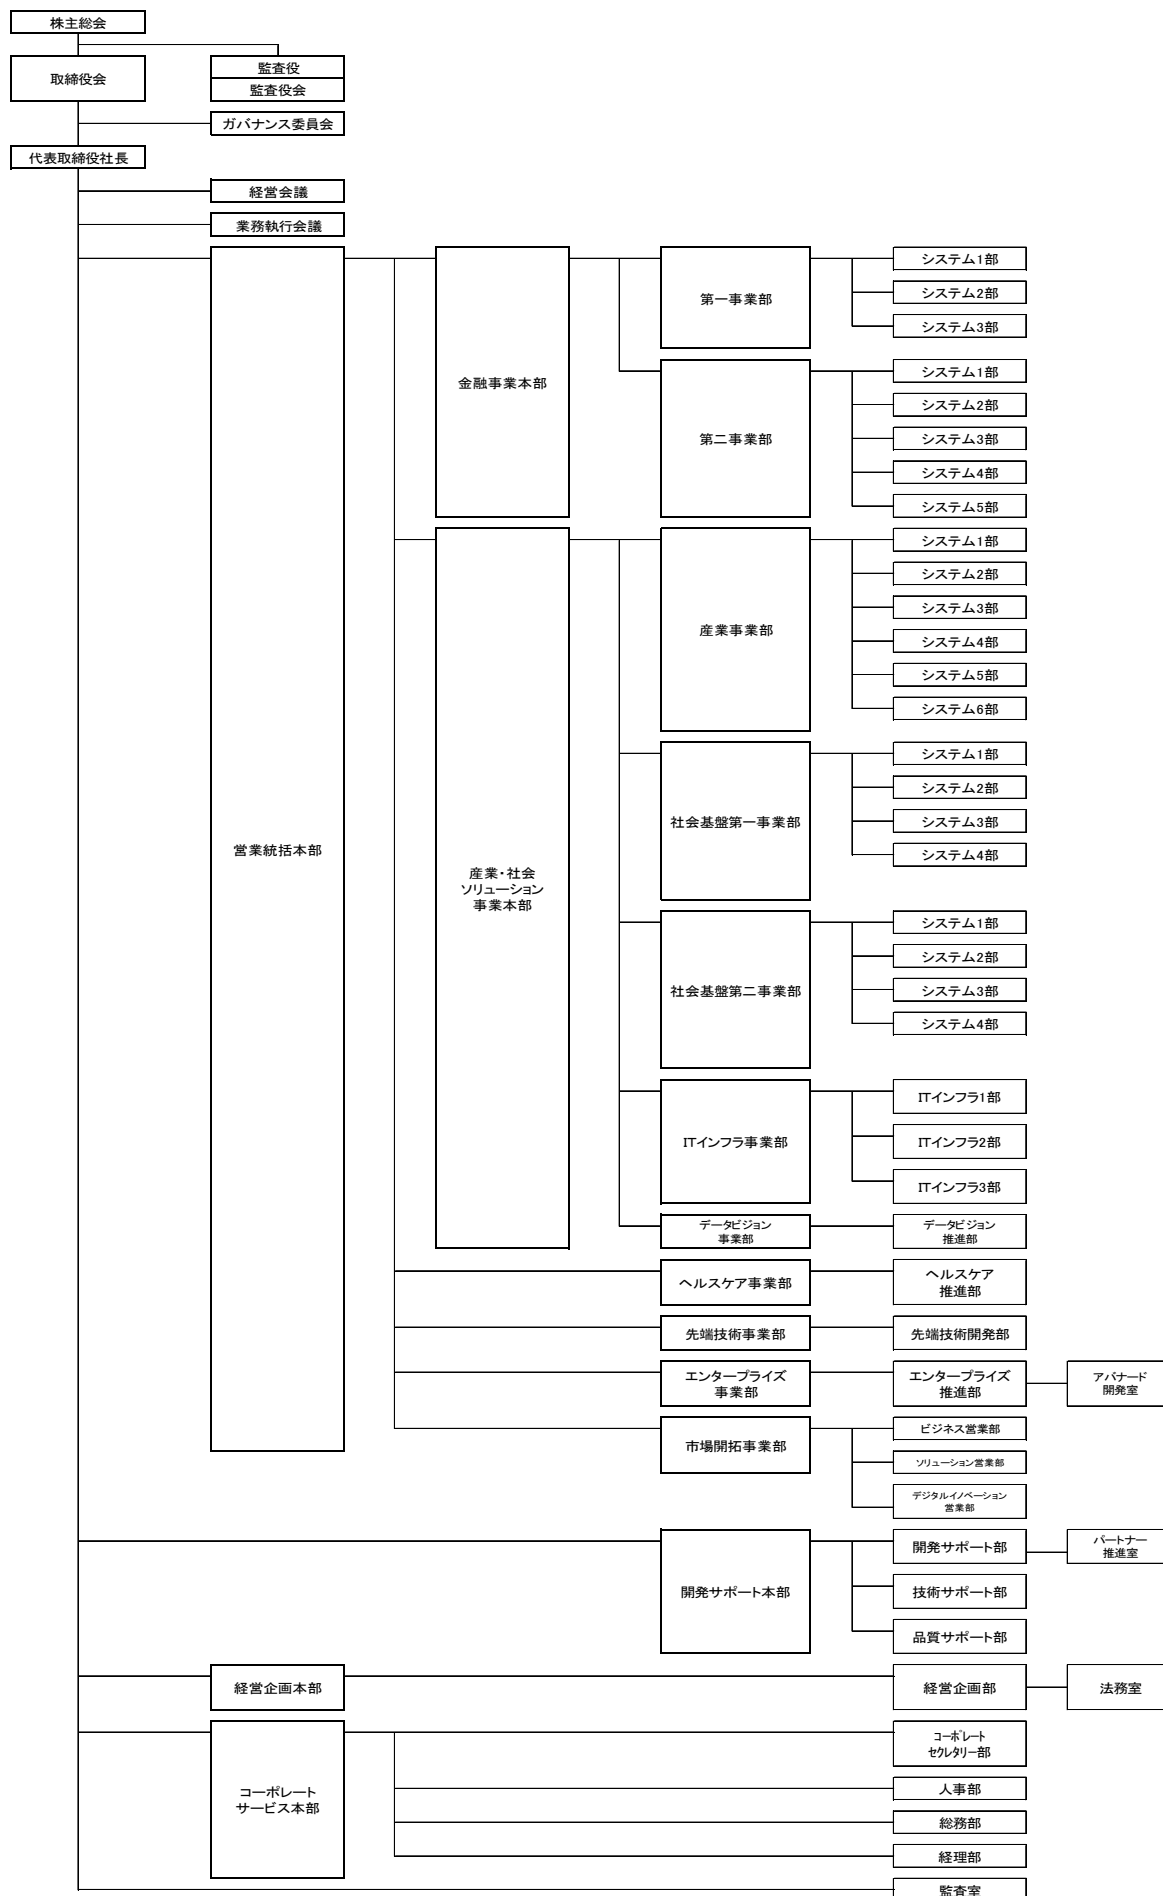 株主総会
取締役会
監査役
監査役会
ガバナンス委員会
代表取締役社長
経営会議
業務執行会議
営業統括本部
金融事業本部
第一事業部
システム1部
システム2部
システム3部
第二事業部
システム1部
システム2部
システム3部
システム4部
システム5部
産業・社会
ソリューション
事業本部
産業事業部
システム1部
システム2部
システム3部
システム4部
システム5部
システム6部
社会基盤第一事業部
システム1部
システム2部
システム3部
システム4部
社会基盤第二事業部
システム1部
システム2部
システム3部
システム4部
ITインフラ事業部
ITインフラ1部
ITインフラ2部
ITインフラ3部
データビジョン
事業部
データビジョン
推進部
ヘルスケア事業部
ヘルスケア
推進部
先端技術事業部
先端技術開発部
エンタープライズ
事業部
エンタープライズ
推進部
アバナード
開発室
市場開拓事業部
ビジネス営業部
ソリューション営業部
デジタルイノベーション
営業部
開発サポート本部
開発サポート部
パートナー
推進室
技術サポート部
品質サポート部
経営企画本部
経営企画部
法務室
コーポレート
サービス本部
コーポレート
セクレタリー部
人事部
総務部
経理部
監査室